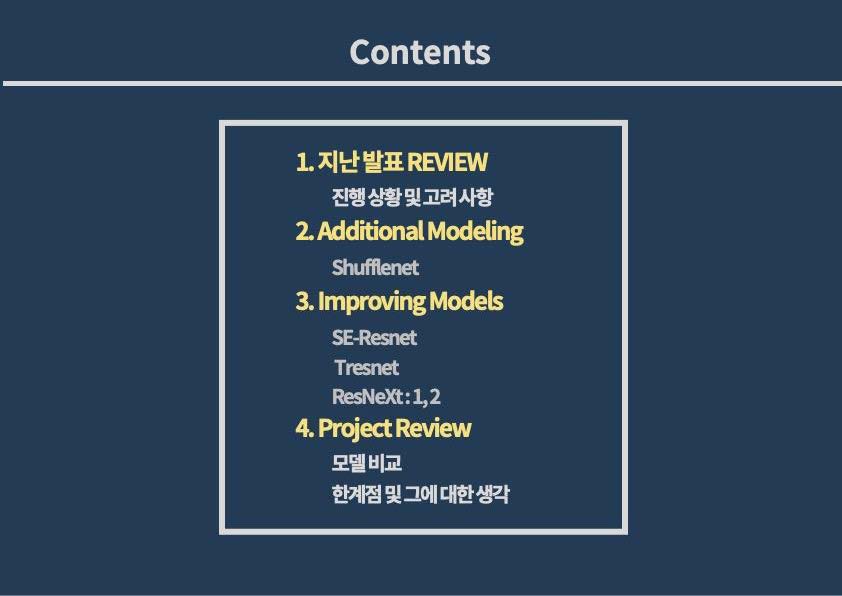 Contents
1. 지난 발표 REVIEW
진행 상황 및 고려 사항
2. Additional Modeling
Shufflenet
3. Improving Models
SE-Resnet
Tresnet
ResNeXt : 1, 2
4. Project Review
모델 비교
한계점 및 그에 대한 생각